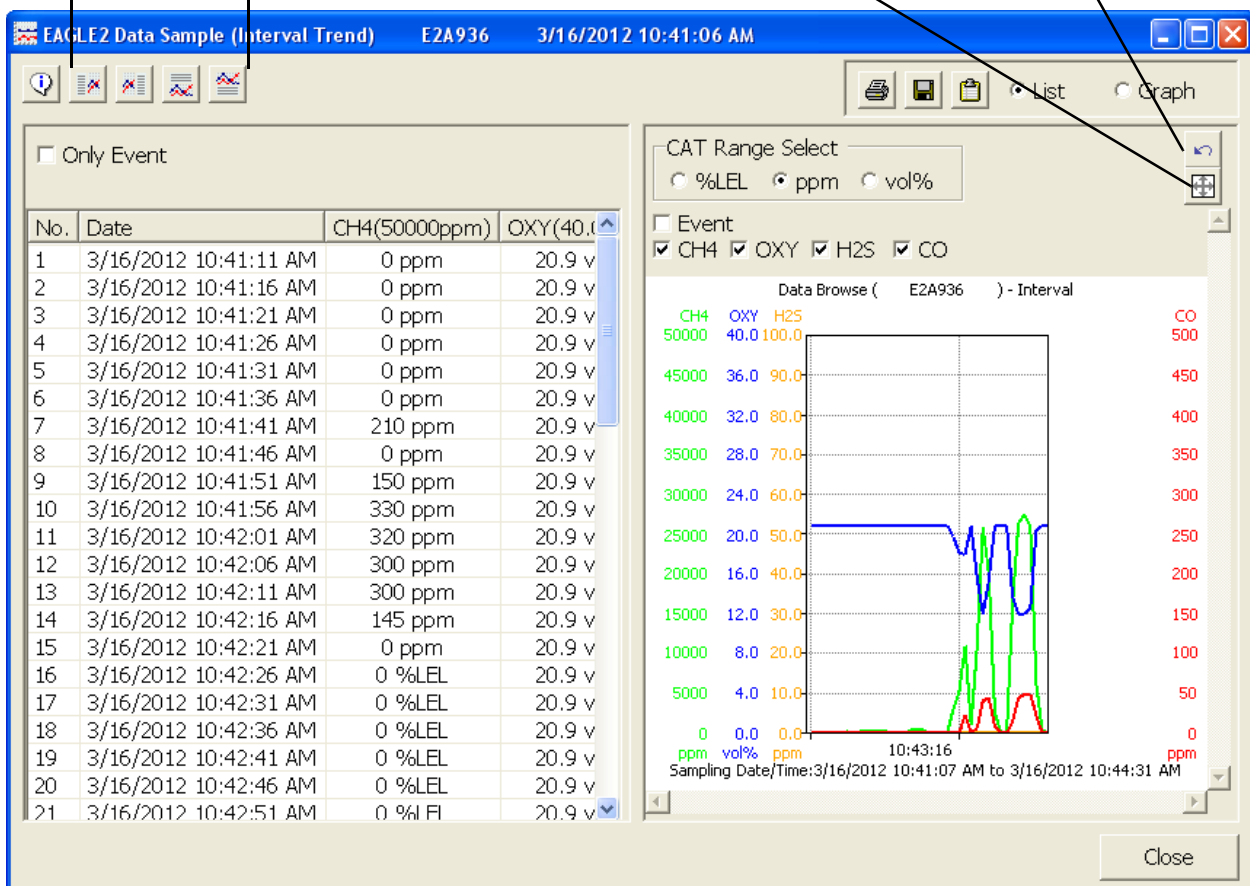 EAGLE2 Data Sample (Interval Trend) E2A936 3/16/2012 10:41:06 AM
List Graph
Only Event
No. Date CH4(50000ppm) OXY(40.0
1 3/16/2012 10:41:11 AM 0 ppm 20.9 v
2 3/16/2012 10:41:16 AM 0 ppm 20.9 v
3 3/16/2012 10:41:21 AM 0 ppm 20.9 v
4 3/16/2012 10:41:26 AM 0 ppm 20.9 v
5 3/16/2012 10:41:31 AM 0 ppm 20.9 v
6 3/16/2012 10:41:36 AM 0 ppm 20.9 v
7 3/16/2012 10:41:41 AM 210 ppm 20.9 v
8 3/16/2012 10:41:46 AM 0 ppm 20.9 v
9 3/16/2012 10:41:51 AM 150 ppm 20.9 v
10 3/16/2012 10:41:56 AM 330 ppm 20.9 v
11 3/16/2012 10:42:01 AM 320 ppm 20.9 v
12 3/16/2012 10:42:06 AM 300 ppm 20.9 v
13 3/16/2012 10:42:11 AM 300 ppm 20.9 v
14 3/16/2012 10:42:16 AM 145 ppm 20.9 v
15 3/16/2012 10:42:21 AM 0 ppm 20.9 v
16 3/16/2012 10:42:26 AM 0 %LEL 20.9 v
17 3/16/2012 10:42:31 AM 0 %LEL 20.9 v
18 3/16/2012 10:42:36 AM 0 %LEL 20.9 v
19 3/16/2012 10:42:41 AM 0 %LEL 20.9 v
20 3/16/2012 10:42:46 AM 0 %LEL 20.9 v
21 3/16/2012 10:42:51 AM 0 %LEL 20.9 v
CAT Range Select
%LEL ppm vol%
Event
CH4 OXY H2S CO
Data Browse ( E2A936 ) - Interval
CH4 OXY H2S CO
50000 40.0 100.0 500
45000 36.0 90.0 450
40000 32.0 80.0 400
35000 28.0 70.0 350
30000 24.0 60.0 300
25000 20.0 50.0 250
20000 16.0 40.0 200
15000 12.0 30.0 150
10000 8.0 20.0 100
5000 4.0 10.0 50
0 0.0 0.0 0
ppm vol% ppm 10:43:16 ppm
Sampling Date/Time:3/16/2012 10:41:07 AM to 3/16/2012 10:44:31 AM
Close